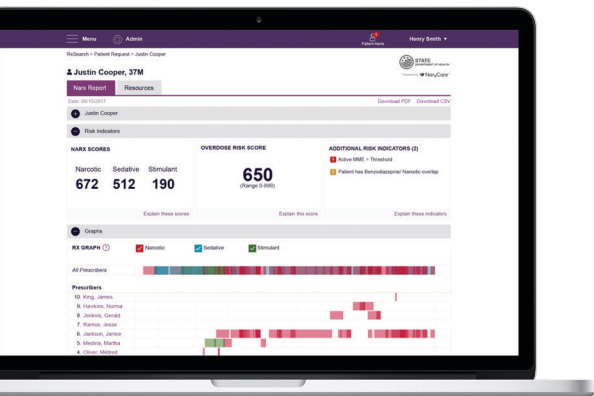 Menu Admin Patient Alerts Henry Smith
RxSearch > Patient Request > Justin Cooper
STATE
DEPARTMENT OF HEALTH
Justin Cooper, 37M
Powered by NarxCare
Narx Report Resources
Date: 06/15/2017 Download PDF Download CSV
Justin Cooper
Risk Indicators
NARX SCORES OVERDOSE RISK SCORE ADDITIONAL RISK INDICATORS (2)
Narcotic Sedative Stimulant
672 512 190
650
(Range 0-999)
Active MME > Threshold
Patient has Benzodiazepine/ Narcotic overlap
Explain these scores Explain this score Explain these indicators
Graphs
RX GRAPH ? Narcotic Sedative Stimulant
All Prescribers
Prescribers
10. King, James
9. Hawkins, Norma
8. Jenkins, Gerald
7. Ramos, Jesse
6. Jackson, Janice
5. Medina, Martha
4. Oliver, Mildred